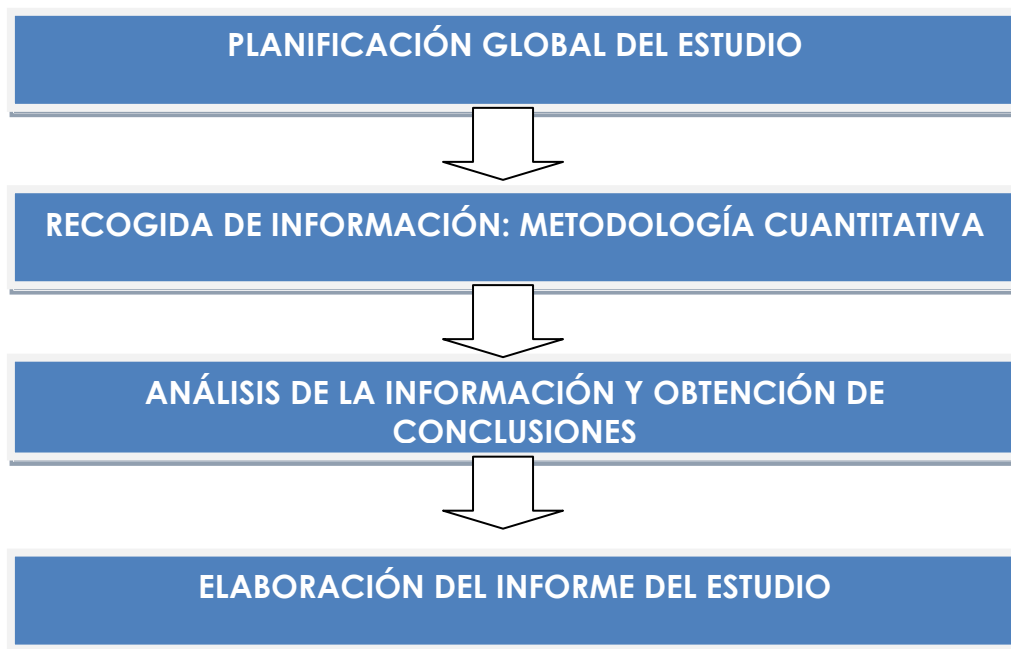 PLANIFICACIÓN GLOBAL DEL ESTUDIO
RECOGIDA DE INFORMACIÓN: METODOLOGÍA CUANTITATIVA
ANÁLISIS DE LA INFORMACIÓN Y OBTENCIÓN DE
CONCLUSIONES
ELABORACIÓN DEL INFORME DEL ESTUDIO